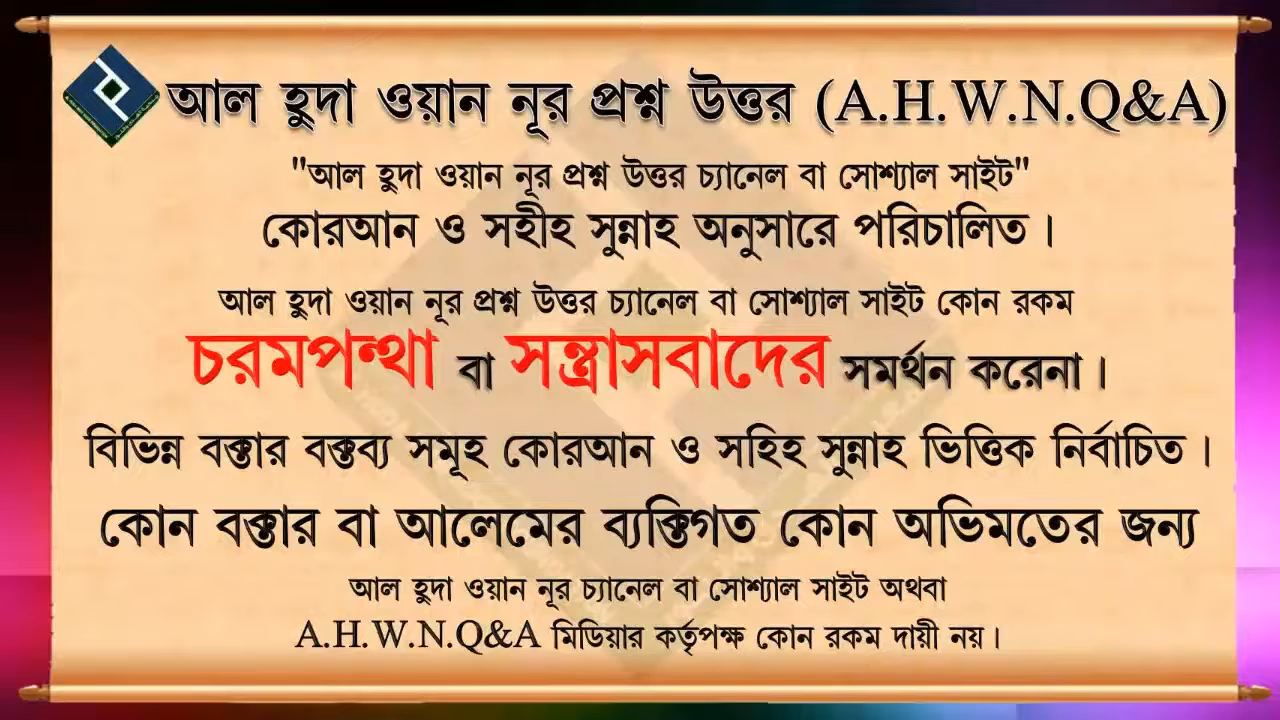 আল হুদা ওয়ান নূর প্রশ্ন উত্তর (A.H.W.N.Q&A)
"আল হুদা ওয়ান নূর প্রশ্ন উত্তর চ্যানেল বা সোশ্যাল সাইট"
কোরআন ও সহীহ সুন্নাহ অনুসারে পরিচালিত।
আল হুদা ওয়ান নূর প্রশ্ন উত্তর চ্যানেল বা সোশ্যাল সাইট কোন রকম
চরমপন্থা বা সন্ত্রাসবাদের সমর্থন করেনা।
বিভিন্ন বক্তার বক্তব্য সমূহ কোরআন ও সহিহ সুন্নাহ ভিত্তিক নির্বাচিত।
কোন বক্তার বা আলেমের ব্যক্তিগত কোন অভিমতের জন্য
আল হুদা ওয়ান নূর চ্যানেল বা সোশ্যাল সাইট অথবা
A.H.W.N.Q&A মিডিয়ার কর্তৃপক্ষ কোন রকম দায়ী নয়।